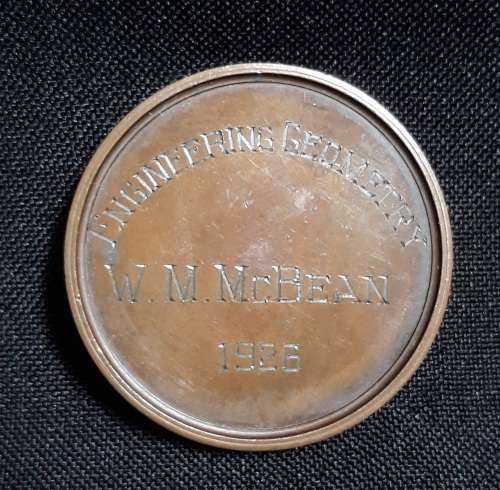 ENGINEERING GEOMETRY
W. M. McBEAN
1926